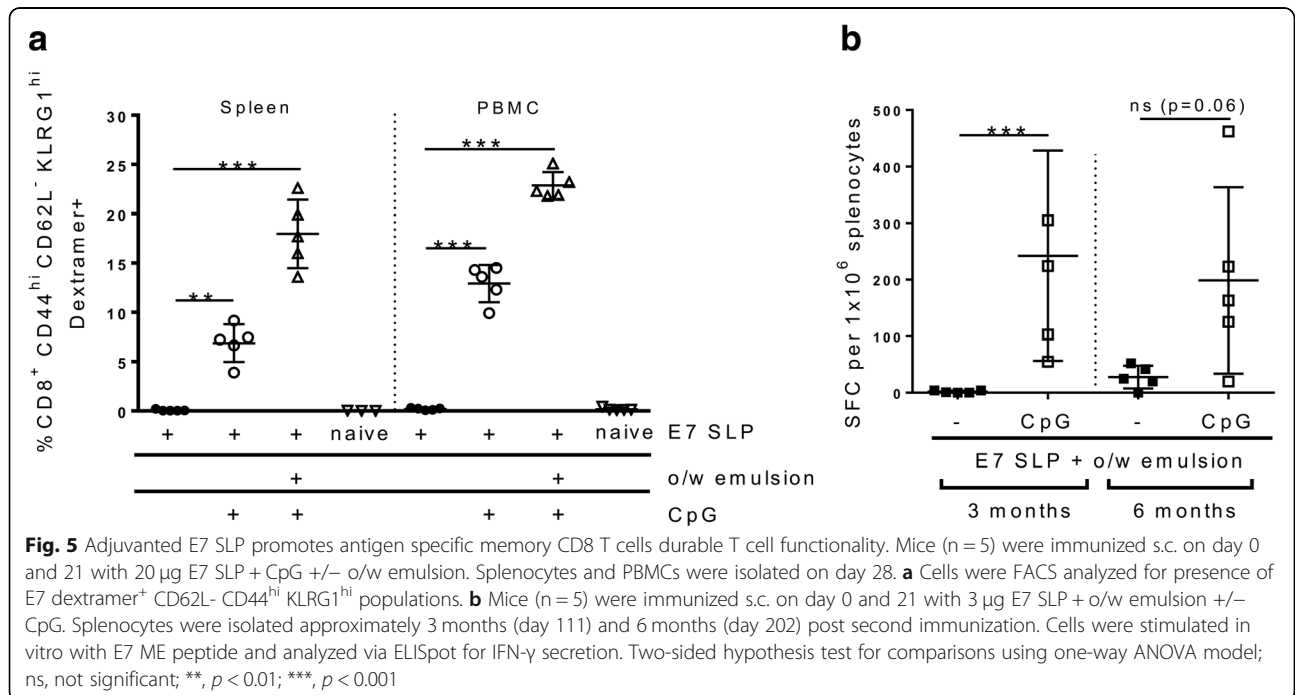 a
b
%CD8⁺ CD44ʰⁱ CD62L⁻ KLRG1ʰⁱ
Dextramer+
Spleen
PBMC
30
25
20
15
10
5
0
***
**
***
***
+ + + naive + + + naive E7 SLP
+ + o/w emulsion
+ + + + CpG
SFC per 1x10⁶ splenocytes
500
400
300
200
100
0
***
ns (p=0.06)
- CpG - CpG
E7 SLP + o/w emulsion
3 months 6 months
Fig. 5 Adjuvanted E7 SLP promotes antigen specific memory CD8 T cells durable T cell functionality. Mice (n = 5) were immunized s.c. on day 0
and 21 with 20 μg E7 SLP + CpG +/− o/w emulsion. Splenocytes and PBMCs were isolated on day 28. a Cells were FACS analyzed for presence of
E7 dextramer⁺ CD62L- CD44ʰⁱ KLRG1ʰⁱ populations. b Mice (n = 5) were immunized s.c. on day 0 and 21 with 3 μg E7 SLP + o/w emulsion +/−
CpG. Splenocytes were isolated approximately 3 months (day 111) and 6 months (day 202) post second immunization. Cells were stimulated in
vitro with E7 ME peptide and analyzed via ELISpot for IFN-γ secretion. Two-sided hypothesis test for comparisons using one-way ANOVA model;
ns, not significant; **, p < 0.01; ***, p < 0.001